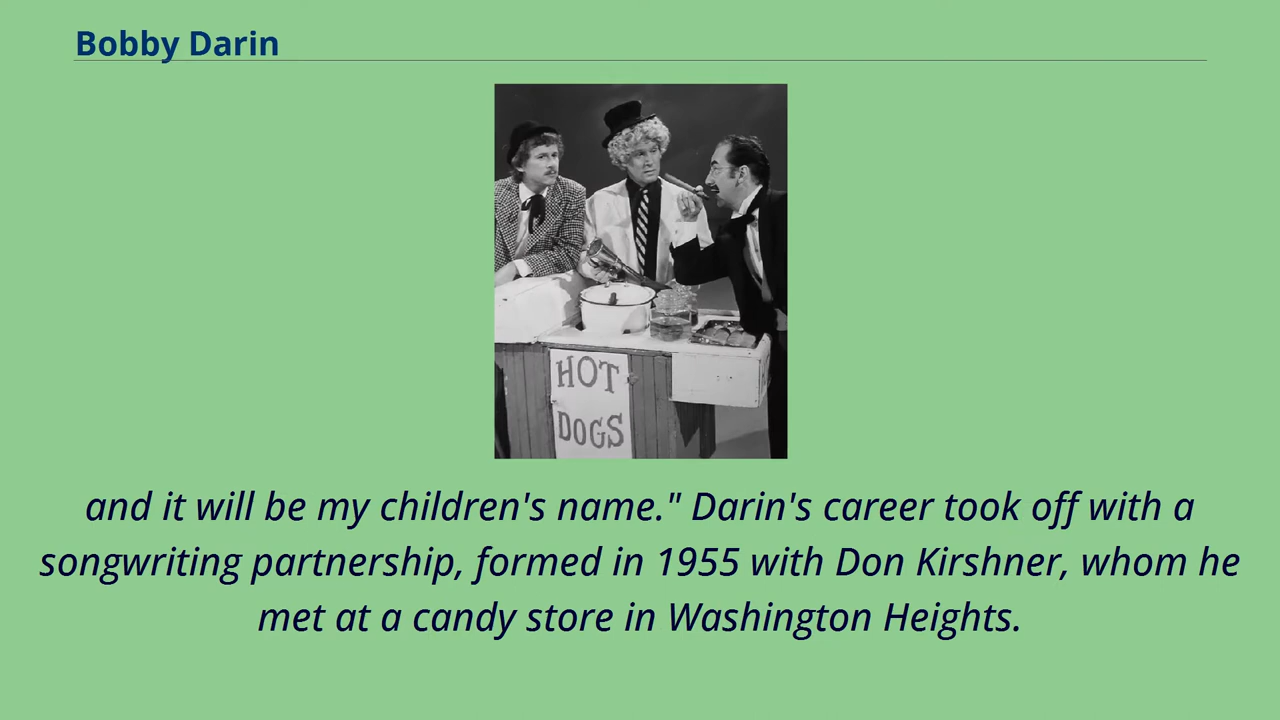 Bobby Darin
HOT
DOGS
and it will be my children's name." Darin's career took off with a
songwriting partnership, formed in 1955 with Don Kirshner, whom he
met at a candy store in Washington Heights.